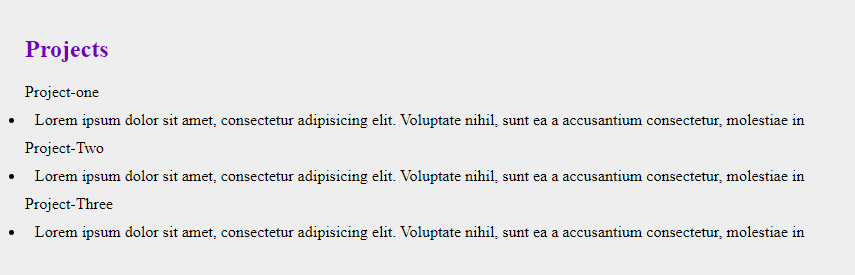 Projects
Project-one
• Lorem ipsum dolor sit amet, consectetur adipisicing elit. Voluptate nihil, sunt ea a accusantium consectetur, molestiae in
Project-Two
• Lorem ipsum dolor sit amet, consectetur adipisicing elit. Voluptate nihil, sunt ea a accusantium consectetur, molestiae in
Project-Three
• Lorem ipsum dolor sit amet, consectetur adipisicing elit. Voluptate nihil, sunt ea a accusantium consectetur, molestiae in